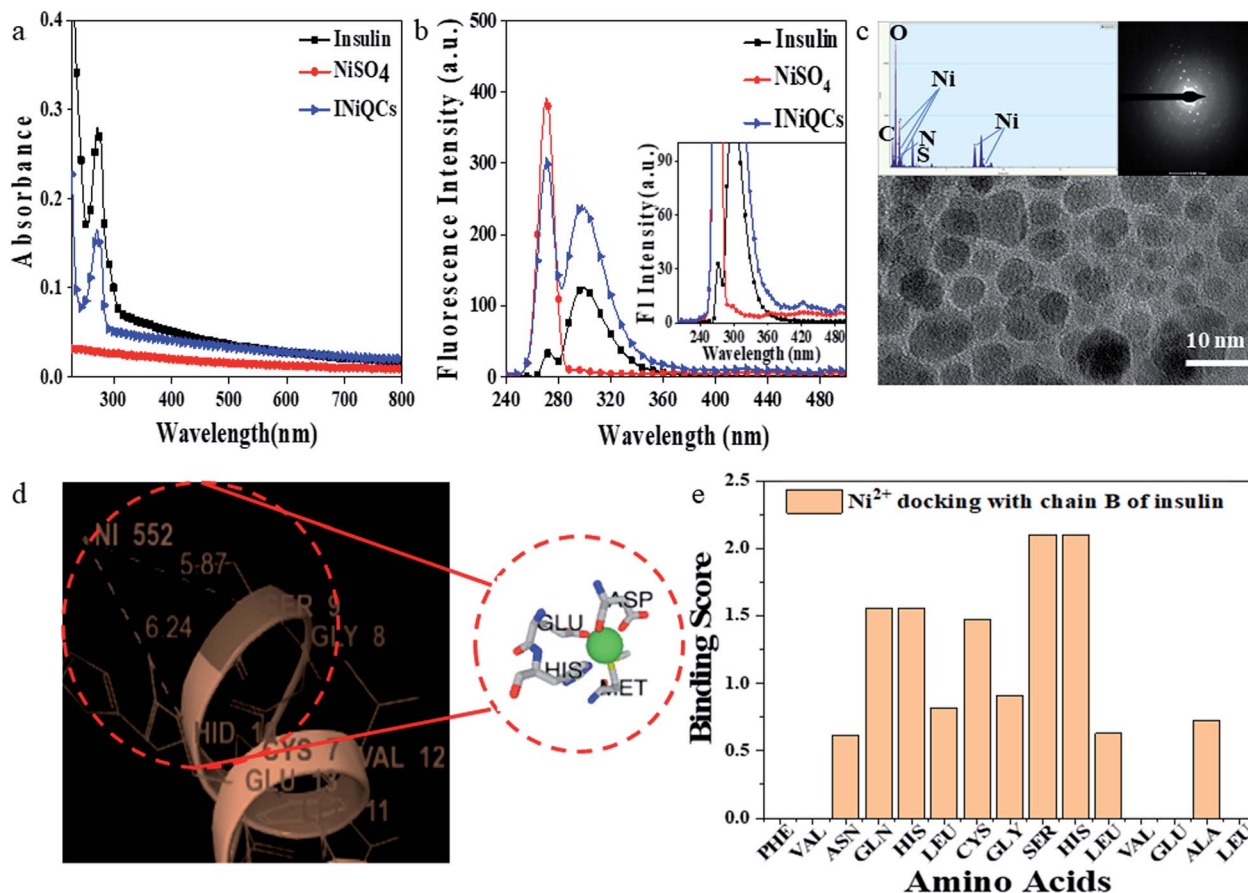 a
0.4
0.3
0.2
0.1
0.0
Absorbance
300 400 500 600 700 800
Wavelength(nm)
Insulin
NiSO4
INiQCs
b
500
400
300
200
100
0.0
Fluorescence Intensity (a.u.)
240 280 320 360 400 440 480
Wavelength (nm)
Insulin
NiSO4
INiQCs
90
60
30
0
Fl Intensity(a.u.)
240 300 360 420 480
Wavelength (nm)
c
O
Ni
C
N
S
Ni
10 nm
d
NI 552
5.87
SER 9
6.24
GLY 8
HID 1
CYS 7
VAL 12
GLU 13
11
ASP
GLU
HIS
MET
e
2.5
2.0
1.5
1.0
0.5
0.0
Binding Score
Ni2+ docking with chain B of insulin
PHE
VAL
ASN
GLN
HIS
LEU
CYS
GLY
SER
HIS
LEU
VAL
GLU
ALA
LEU
Amino Acids